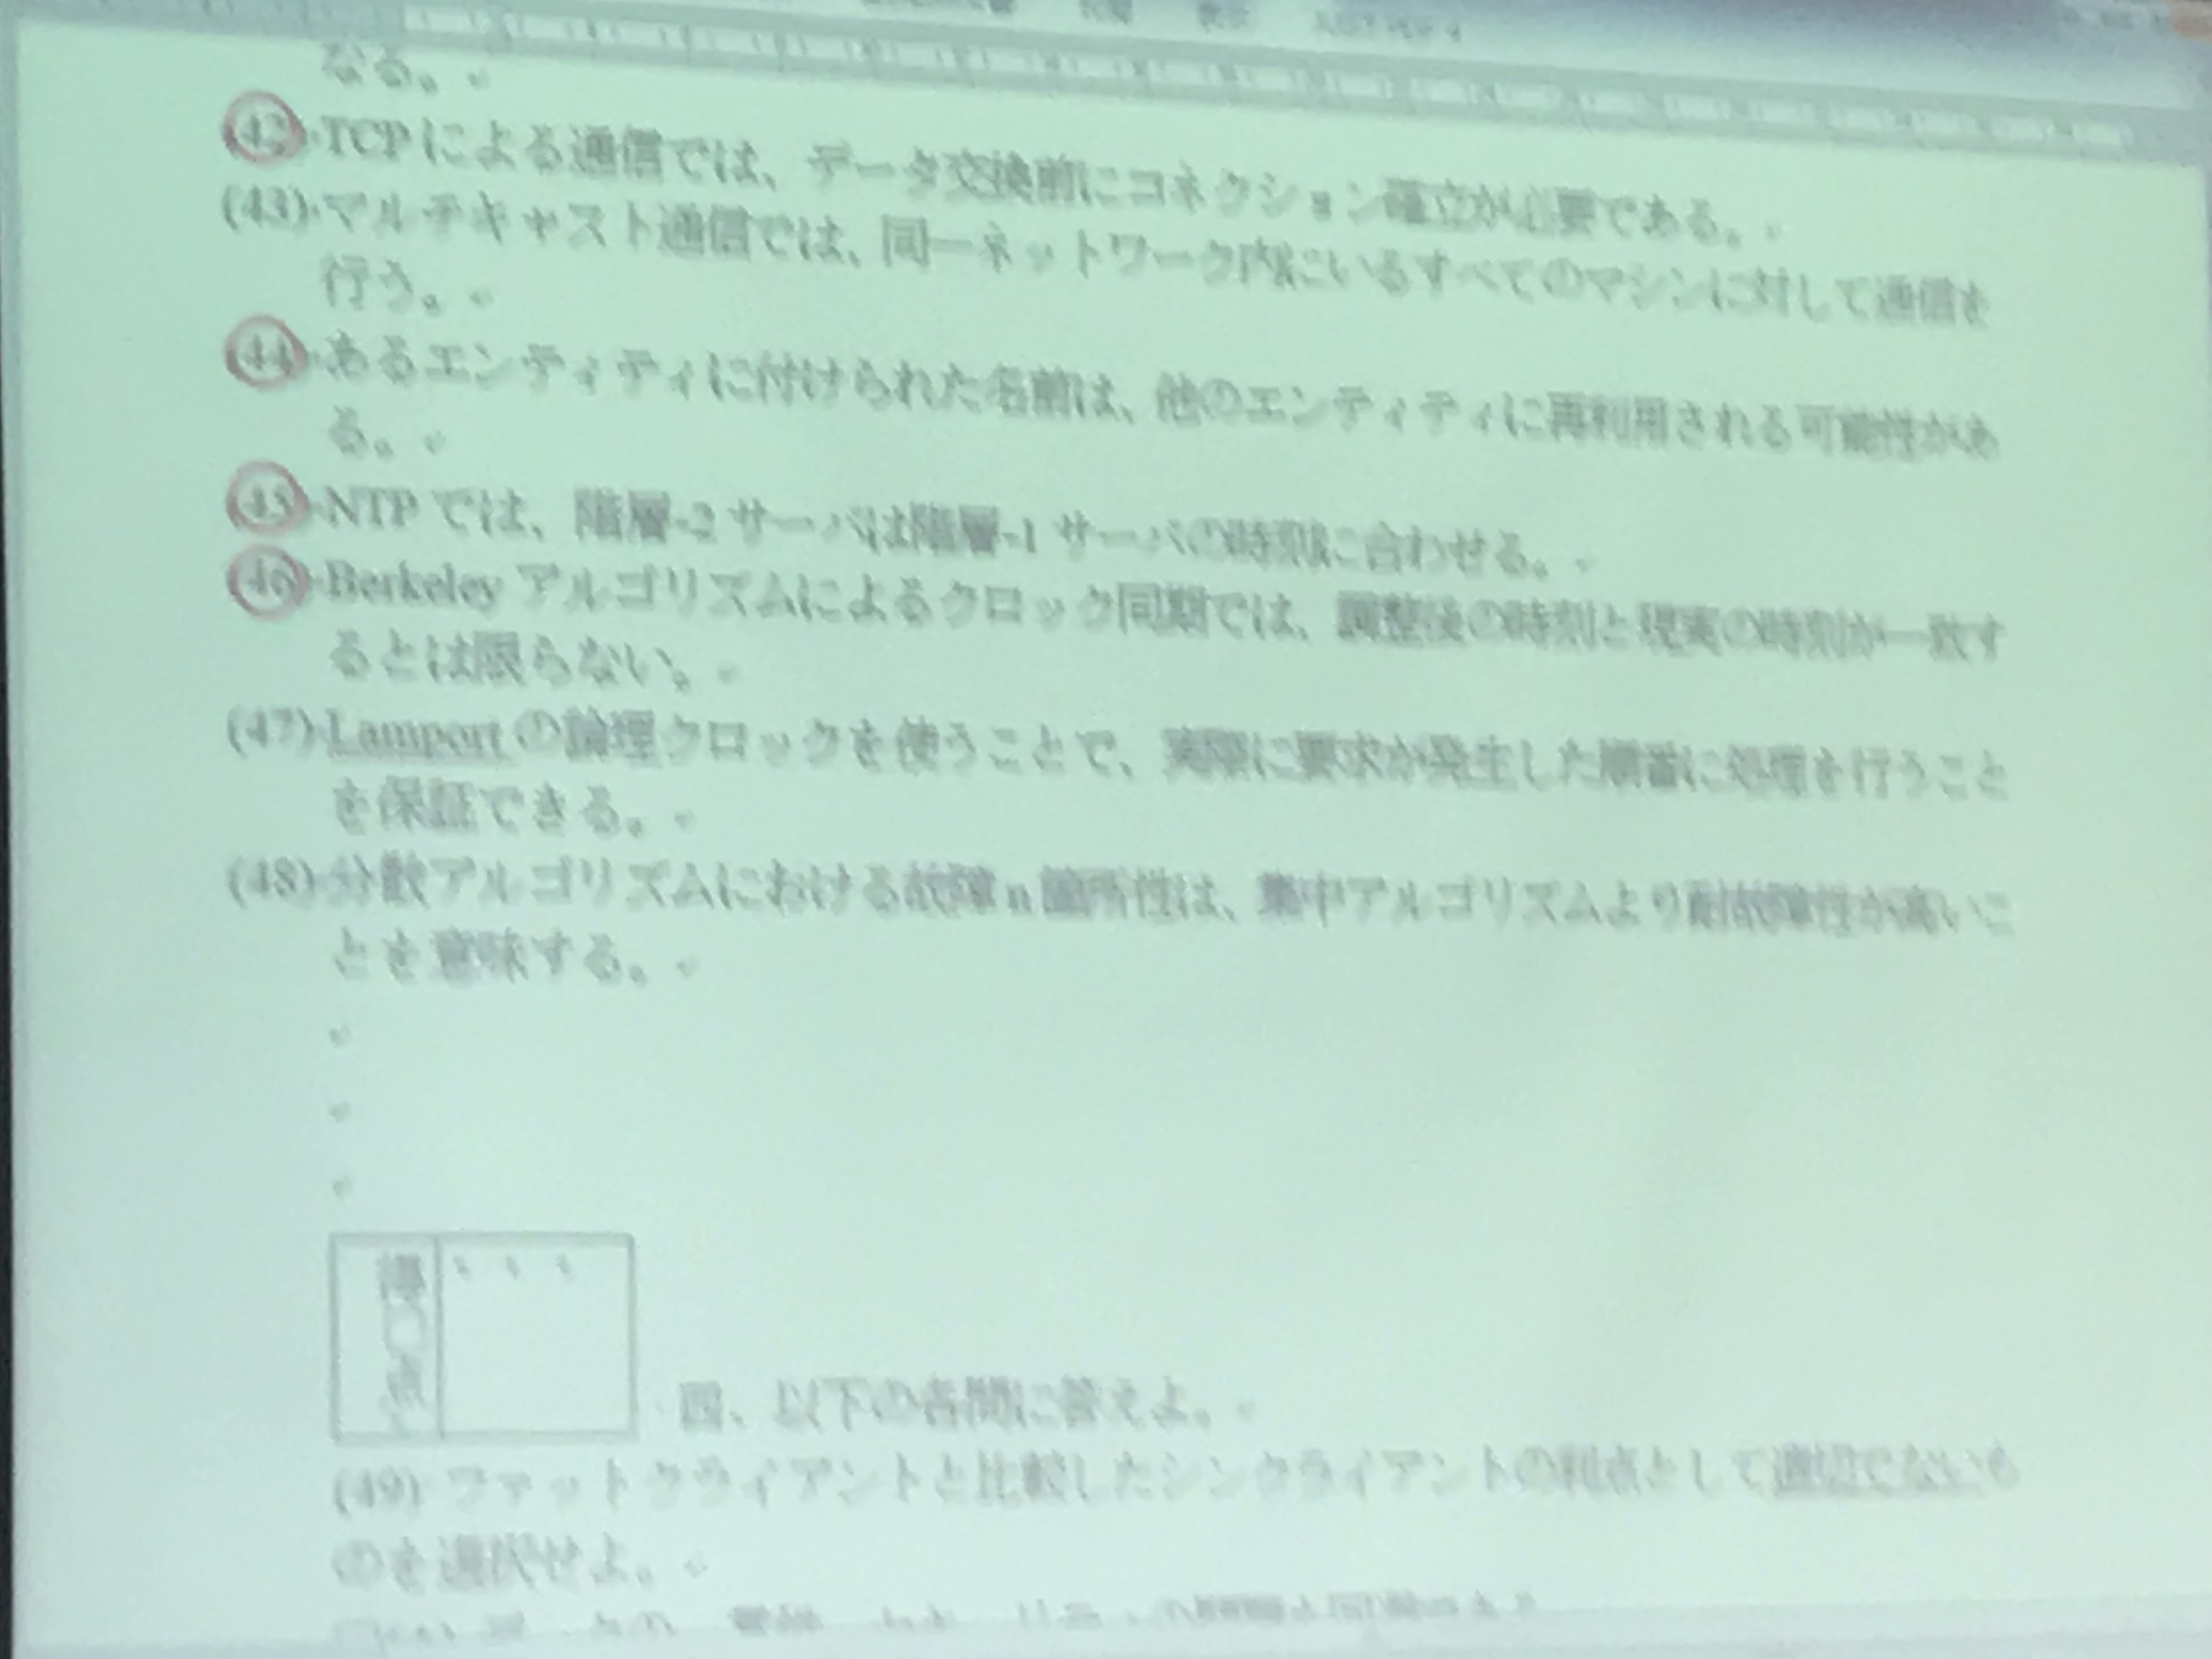 なる。
(42) TCP による通信では、データ交換前にコネクション確立が必要である。
(43) マルチキャスト通信では、同一ネットワーク内にいるすべてのマシンに対して通信を
行う。
(44) あるエンティティに付けられた名前は、他のエンティティに再利用される可能性があ
る。
(45) NTP では、階層-2 サーバは階層-1 サーバの時刻に合わせる。
(46) Berkeley アルゴリズムによるクロック同期では、調整後の時刻と現実の時刻が一致す
るとは限らない。
(47) Lamport の論理クロックを使うことで、実際に要求が発生した順番に処理を行うこと
を保証できる。
(48) 分散アルゴリズムにおける故障 n 箇所性は、集中アルゴリズムより耐故障性が高いこ
とを意味する。
得
点
四、以下の各問に答えよ。
(49) ファットクライアントと比較したシンクライアントの利点として適切でないも
のを選択せよ。